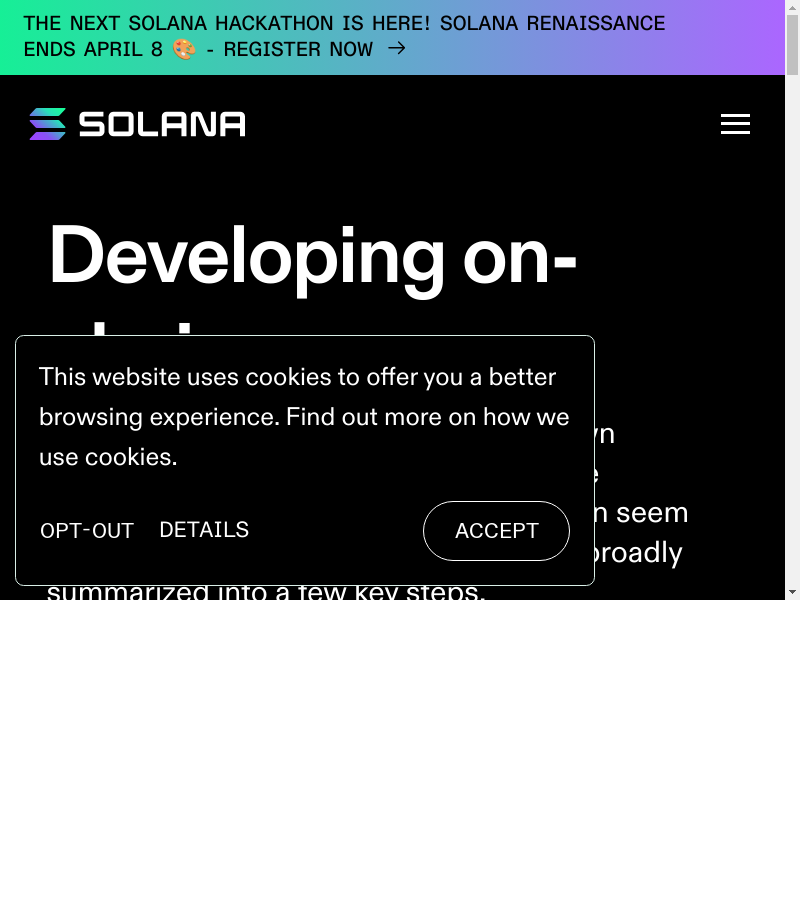 THE NEXT SOLANA HACKATHON IS HERE! SOLANA RENAISSANCE
ENDS APRIL 8 🎨 - REGISTER NOW →
SOLANA
Developing on-
This website uses cookies to offer you a better
browsing experience. Find out more on how we
use cookies.
OPT-OUT DETAILS ACCEPT
seem
broadly
summarized into a few key steps.